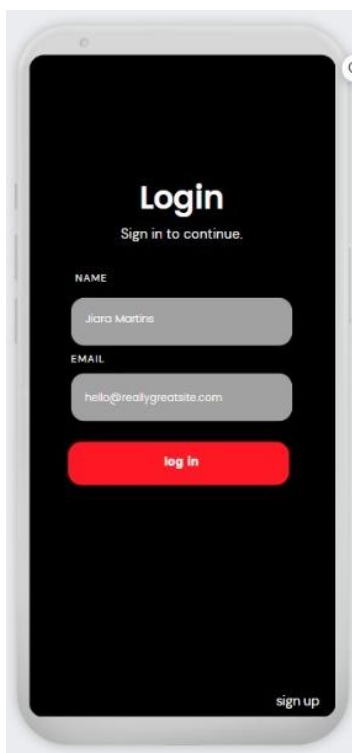 Login
Sign in to continue.
NAME
Jiara Martins
EMAIL
hello@reallygreatsite.com
log in
sign up